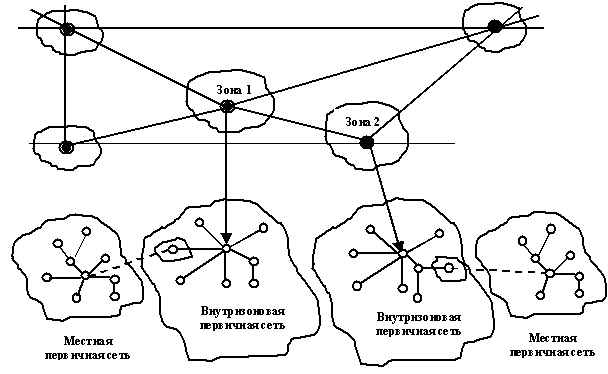 Зона 1
Зона 2
Внутризоновая
первичная сеть
Внутризоновая
первичная сеть
Местная
первичная сеть
Местная
первичная сеть